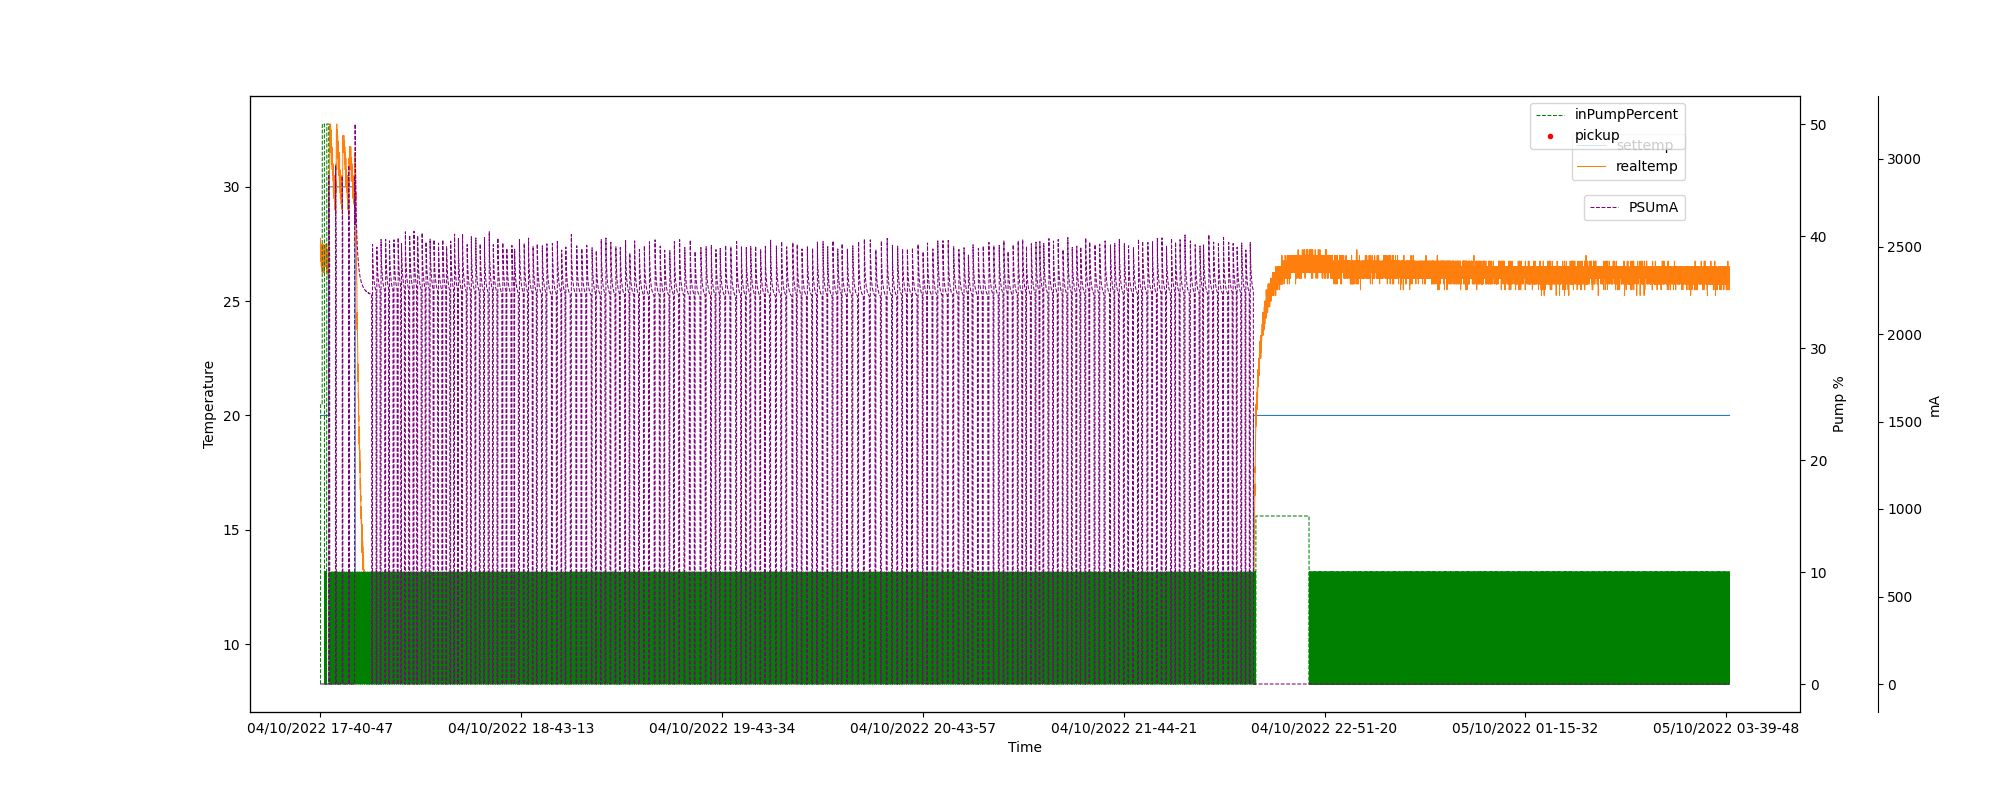 inPumpPercent
pickup
settemp
realtemp
PSUmA
30
25
20
15
10
Temperature
50
40
30
20
10
0
Pump %
3000
2500
2000
1500
1000
500
0
mA
04/10/2022 17-40-47
04/10/2022 18-43-13
04/10/2022 19-43-34
04/10/2022 20-43-57
04/10/2022 21-44-21
04/10/2022 22-51-20
05/10/2022 01-15-32
05/10/2022 03-39-48
Time